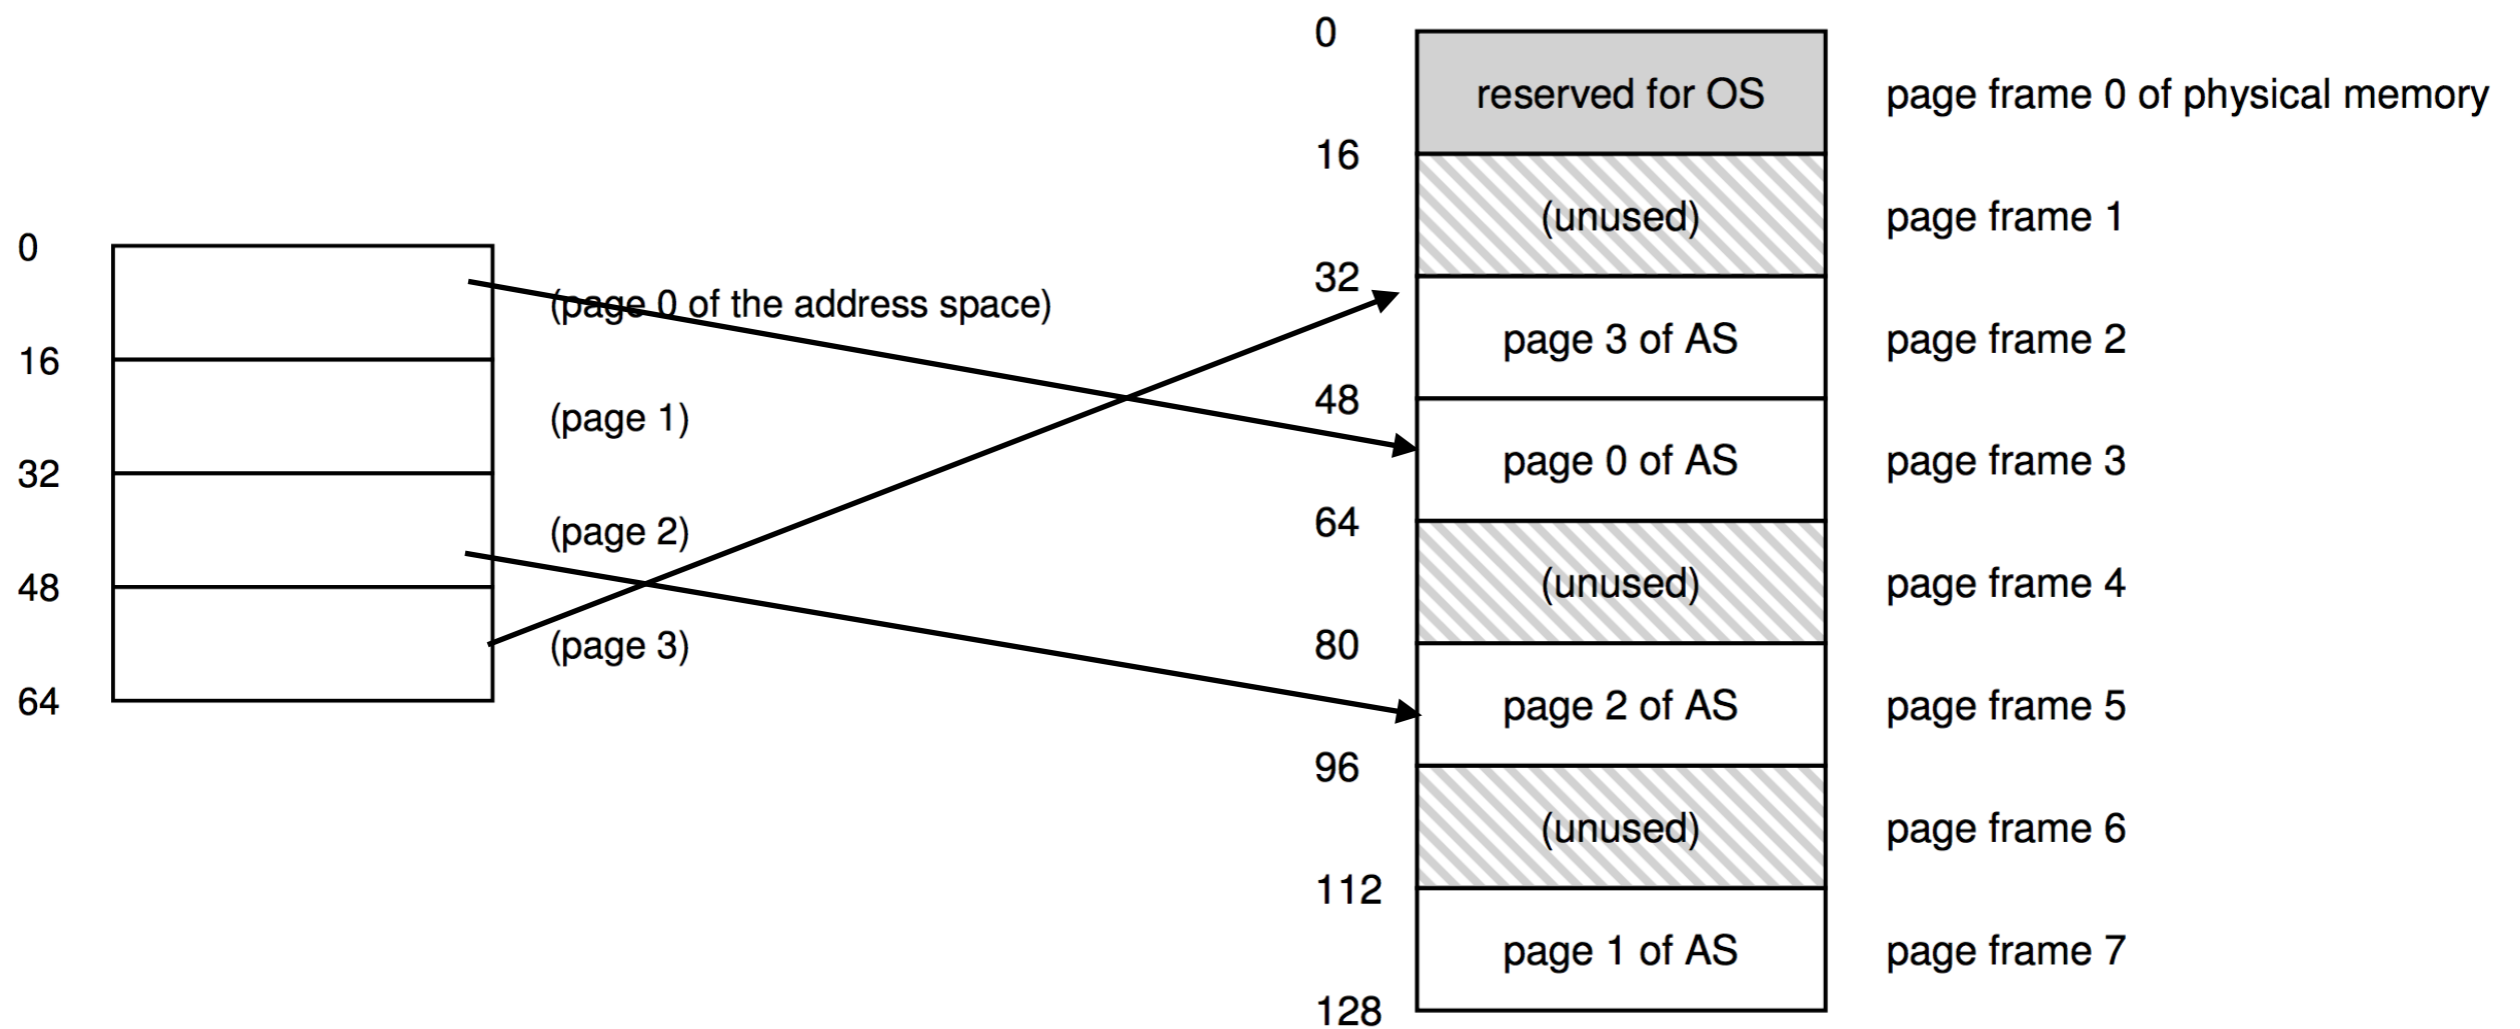 0
16
32
48
64
(page 0 of the address space)
(page 1)
(page 2)
(page 3)
0
16
32
48
64
80
96
112
128
reserved for OS
(unused)
page 3 of AS
page 0 of AS
(unused)
page 2 of AS
(unused)
page 1 of AS
page frame 0 of physical memory
page frame 1
page frame 2
page frame 3
page frame 4
page frame 5
page frame 6
page frame 7